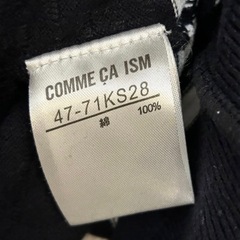 COMME ÇA ISM
47-71KS28
綿 100%